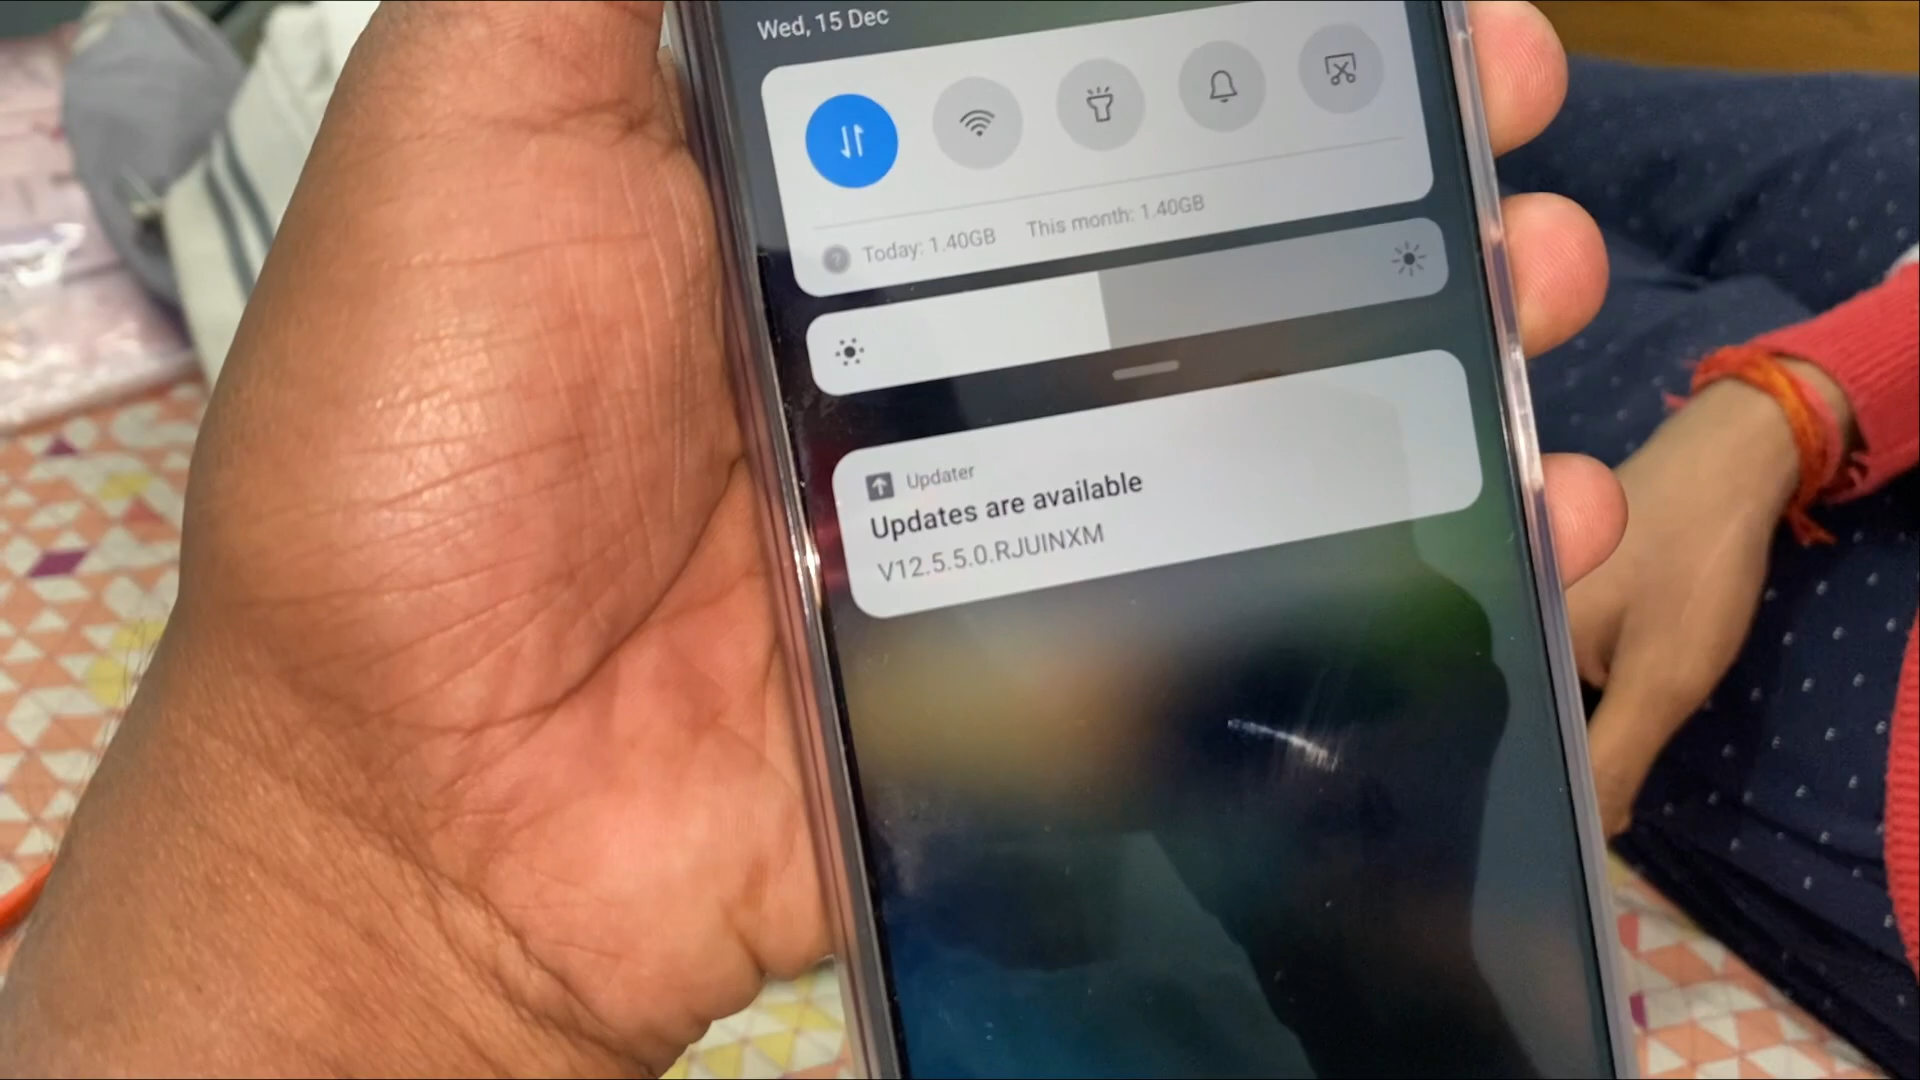 Wed, 15 Dec
Today: 1.40GB This month: 1.40GB
Updater
Updates are available
V12.5.5.0.RJUINXM